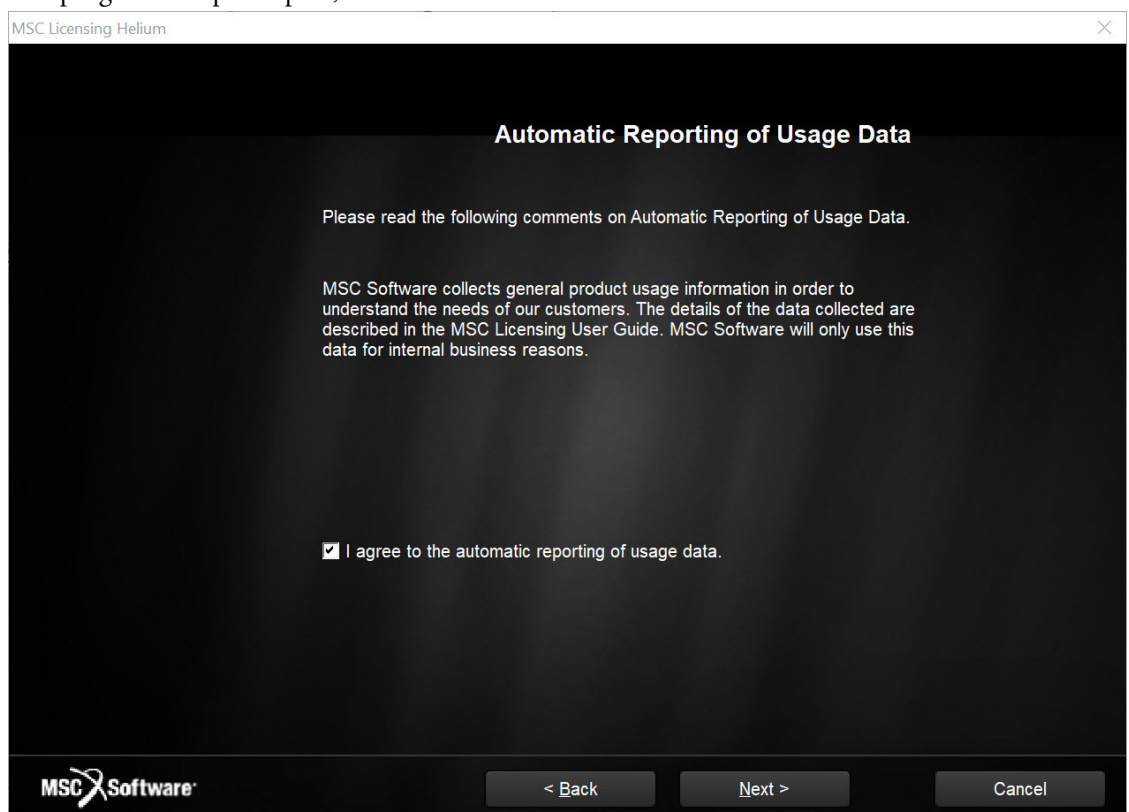 MSC Licensing Helium
Automatic Reporting of Usage Data
Please read the following comments on Automatic Reporting of Usage Data.
MSC Software collects general product usage information in order to
understand the needs of our customers. The details of the data collected are
described in the MSC Licensing User Guide. MSC Software will only use this
data for internal business reasons.
I agree to the automatic reporting of usage data.
MSC Software
< Back
Next >
Cancel